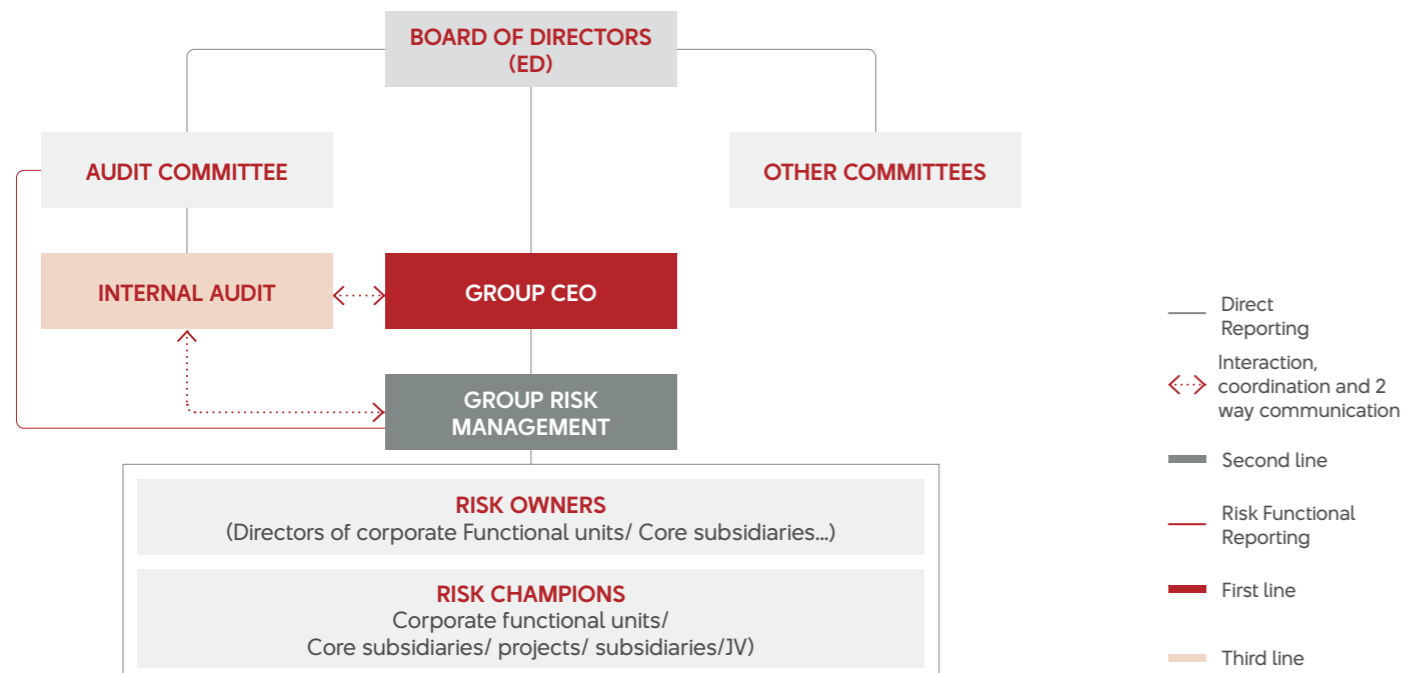 BOARD OF DIRECTORS
(ED)
AUDIT COMMITTEE
OTHER COMMITTEES
INTERNAL AUDIT
GROUP CEO
GROUP RISK
MANAGEMENT
RISK OWNERS
(Directors of corporate Functional units/ Core subsidiaries...)
RISK CHAMPIONS
Corporate functional units/
Core subsidiaries/ projects/ subsidiaries/JV)
Direct
Reporting
Interaction,
coordination and 2
way communication
Second line
Risk Functional
Reporting
First line
Third line